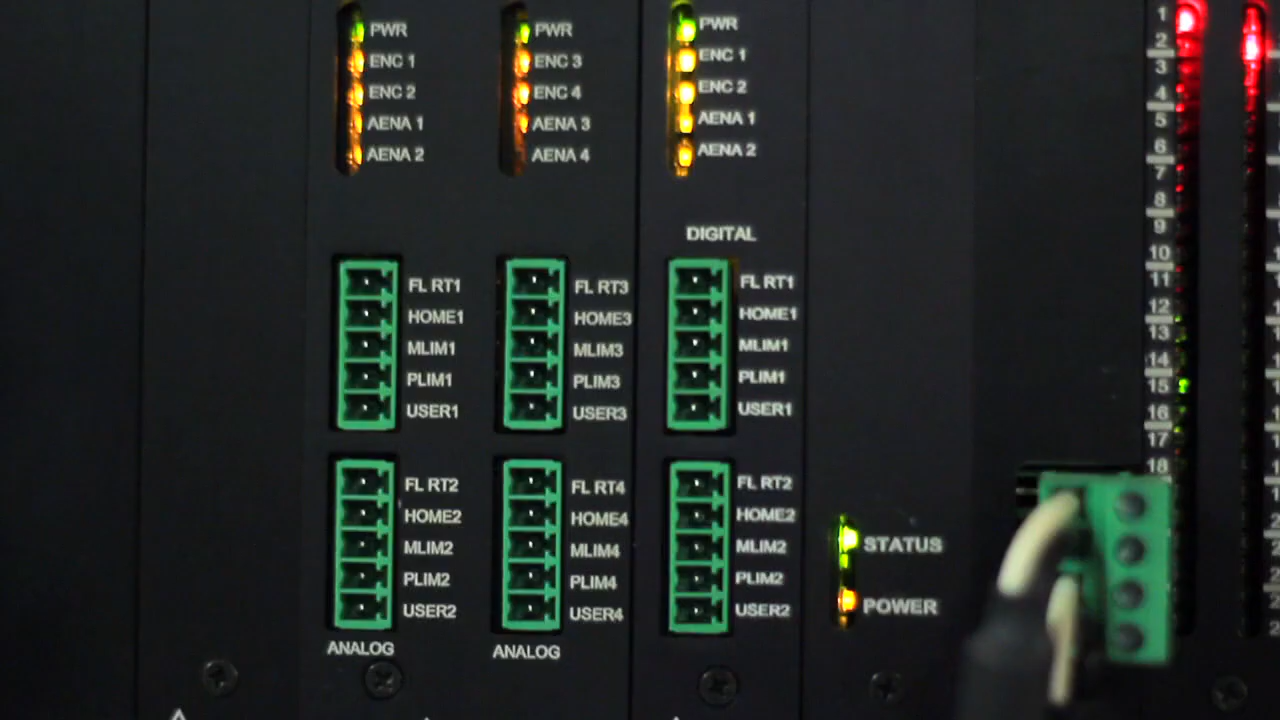 PWR
ENC 1
ENC 2
AENA 1
AENA 2
FL RT1
HOME1
MLIM1
PLIM1
USER1
FL RT2
HOME2
MLIM2
PLIM2
USER2
ANALOG
PWR
ENC 3
ENC 4
AENA 3
AENA 4
FL RT3
HOME3
MLIM3
PLIM3
USER3
FL RT4
HOME4
MLIM4
PLIM4
USER4
ANALOG
PWR
ENC 1
ENC 2
AENA 1
AENA 2
DIGITAL
FL RT1
HOME1
MLIM1
PLIM1
USER1
FL RT2
HOME2
MLIM2
PLIM2
USER2
STATUS
POWER
1
2
3
4
5
6
7
8
9
10
11
12
13
14
15
16
17
18